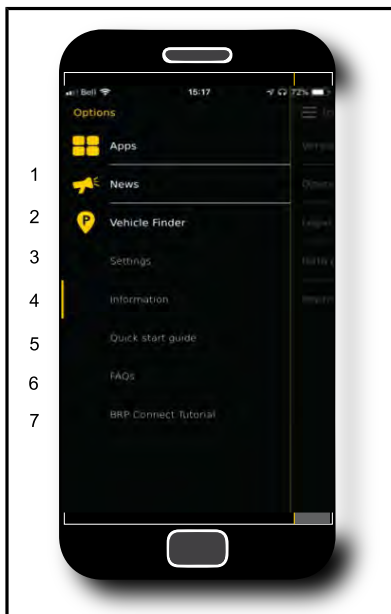 Bell 15:17 72%
Options
Apps
1
News
2
P
Vehicle Finder
3
Settings
4
Information
5
Quick start guide
6
FAQs
7
BRP Connect Tutorial